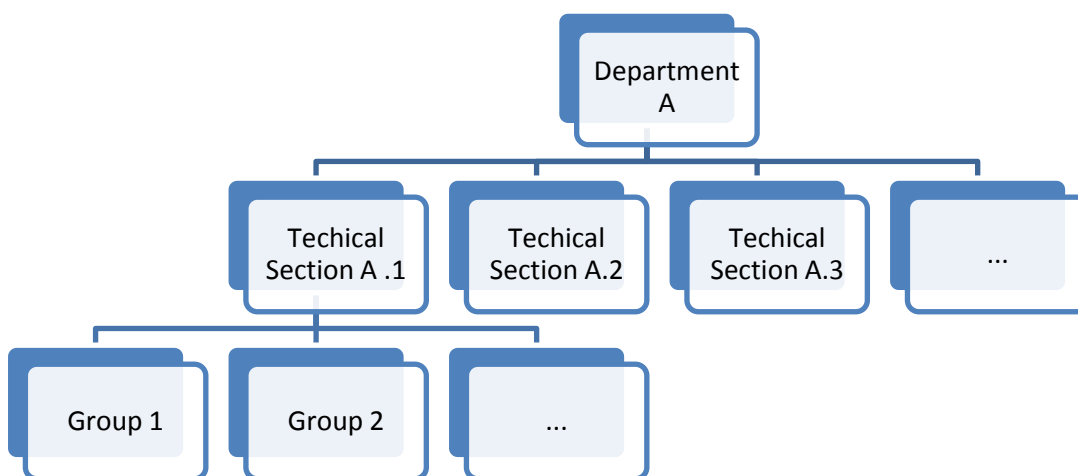 Department
A
Techical
Section A .1
Techical
Section A.2
Techical
Section A.3
...
Group 1
Group 2
...